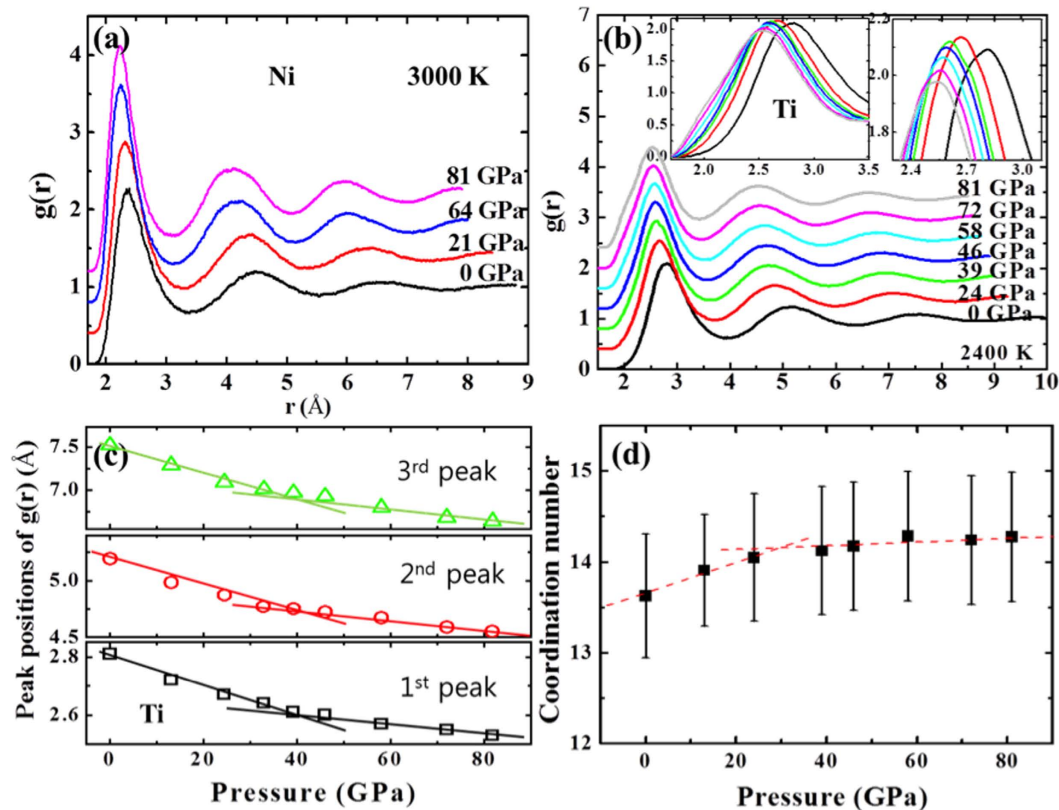 (a)
Ni
3000 K
81 GPa
64 GPa
21 GPa
0 GPa
g(r)
4
3
2
1
0
2 3 4 5 6 7 8 9
r (Å)
(b)
Ti
2.0
1.5
1.0
0.5
0.0
2.0 2.5 3.0 3.5
2.2
2.0
1.8
2.4 2.7 3.0
81 GPa
72 GPa
58 GPa
46 GPa
39 GPa
24 GPa
0 GPa
2400 K
g(r)
7
6
5
4
3
2
1
0
2 3 4 5 6 7 8 9 10
(c)
3rd peak
2nd peak
1st peak
Ti
Peak positions of g(r) (Å)
7.5
7.0
5.0
4.5
2.8
2.6
0 20 40 60 80
Pressure (GPa)
(d)
Coordination number
15
14
13
12
0 20 40 60 80
Pressure (GPa)